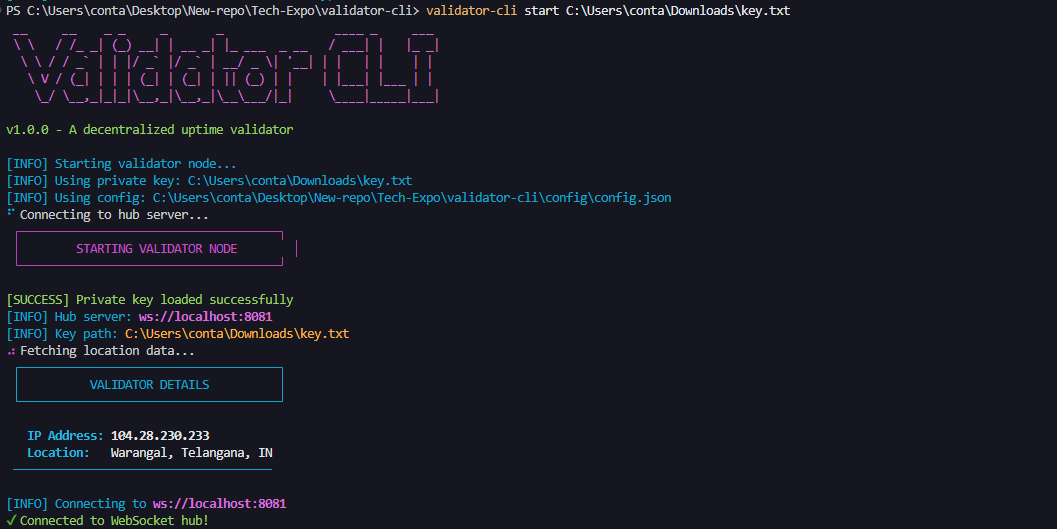 PS C:\Users\conta\Desktop\New-repo\Tech-Expo\validator-cli> validator-cli start C:\Users\conta\Downloads\key.txt
Validator CLI
v1.0.0 - A decentralized uptime validator
[INFO] Starting validator node...
[INFO] Using private key: C:\Users\conta\Downloads\key.txt
[INFO] Using config: C:\Users\conta\Desktop\New-repo\Tech-Expo\validator-cli\config\config.json
Connecting to hub server...
STARTING VALIDATOR NODE
[SUCCESS] Private key loaded successfully
[INFO] Hub server: ws://localhost:8081
[INFO] Key path: C:\Users\conta\Downloads\key.txt
Fetching location data...
VALIDATOR DETAILS
IP Address: 104.28.230.233
Location: Warangal, Telangana, IN
[INFO] Connecting to ws://localhost:8081
✓ Connected to WebSocket hub!